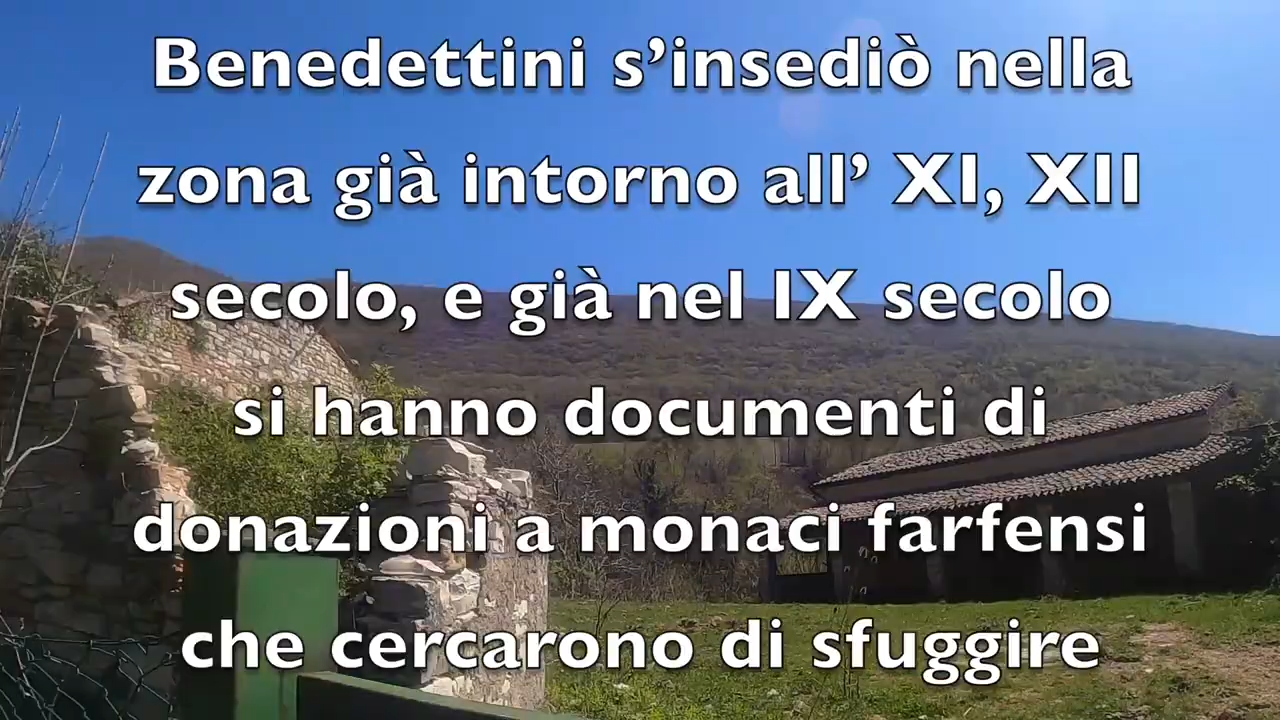 Benedettini s’insediò nella
zona già intorno all’ XI, XII
secolo, e già nel IX secolo
si hanno documenti di
donazioni a monaci farfensi
che cercarono di sfuggire